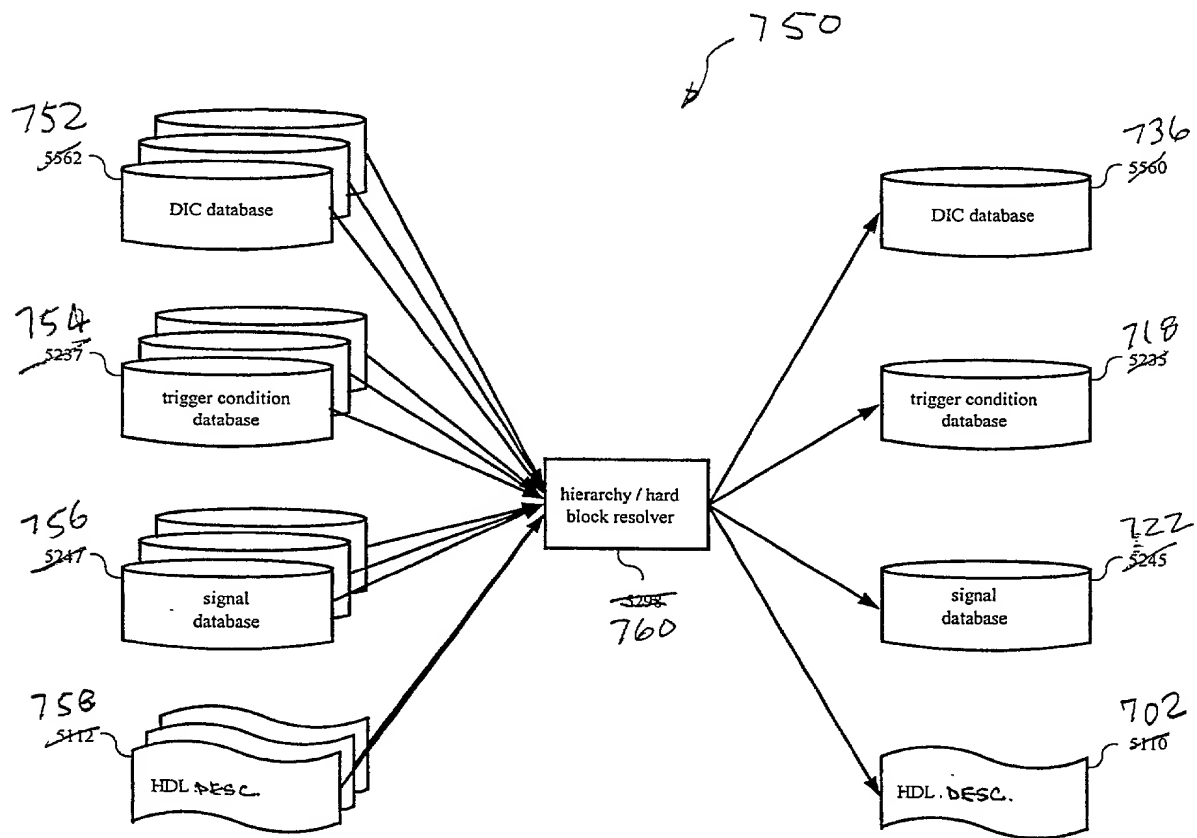 750
752
5562
DIC database
754
5237
trigger condition
database
756
5247
signal
database
758
5112
HDL DESC.
hierarchy / hard
block resolver
5298
760
736
5560
DIC database
718
5235
trigger condition
database
722
5245
signal
database
702
5110
HDL. DESC.